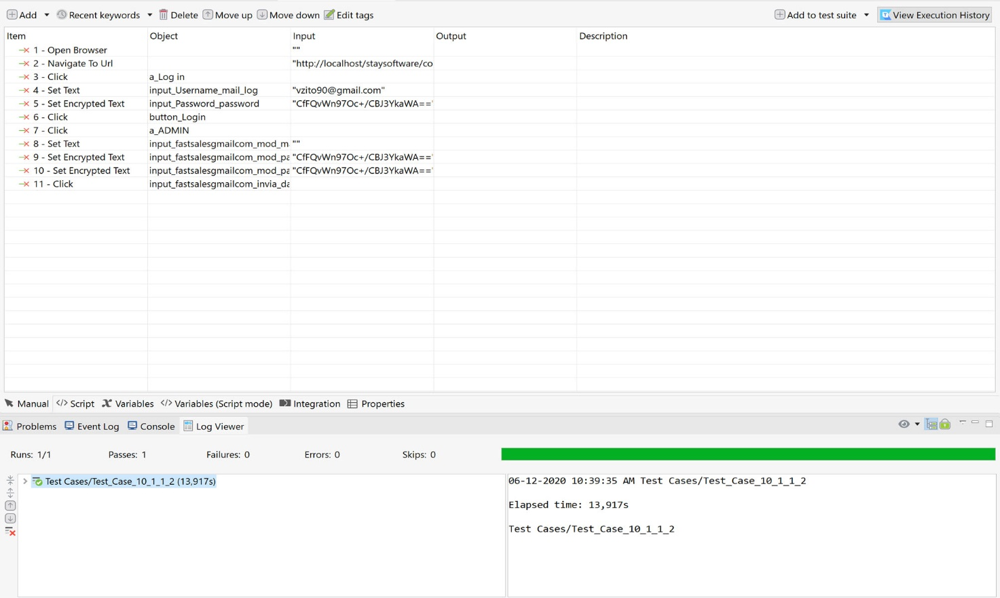 Add Recent keywords Delete Move up Move down Edit tags Add to test suite View Execution History
Item Object Input Output Description
1 - Open Browser ""
2 - Navigate To Url "http://localhost/staysoftware/co
3 - Click a_Log in
4 - Set Text input_Username_mail_log "vzito90@gmail.com"
5 - Set Encrypted Text input_Password_password "CfFQvWn97Oc+/CBJ3YkaWA=="
6 - Click button_Login
7 - Click a_ADMIN
8 - Set Text input_fastsalesgmailcom_mod_m ""
9 - Set Encrypted Text input_fastsalesgmailcom_mod_pa "CfFQvWn97Oc+/CBJ3YkaWA=="
10 - Set Encrypted Text input_fastsalesgmailcom_mod_pa "CfFQvWn97Oc+/CBJ3YkaWA=="
11 - Click input_fastsalesgmailcom_invia_da
Manual </> Script Variables </> Variables (Script mode) Integration Properties
Problems Event Log Console Log Viewer
Runs: 1/1 Passes: 1 Failures: 0 Errors: 0 Skips: 0
Test Cases/Test_Case_10_1_1_2 (13,917s)
06-12-2020 10:39:35 AM Test Cases/Test_Case_10_1_1_2
Elapsed time: 13,917s
Test Cases/Test_Case_10_1_1_2